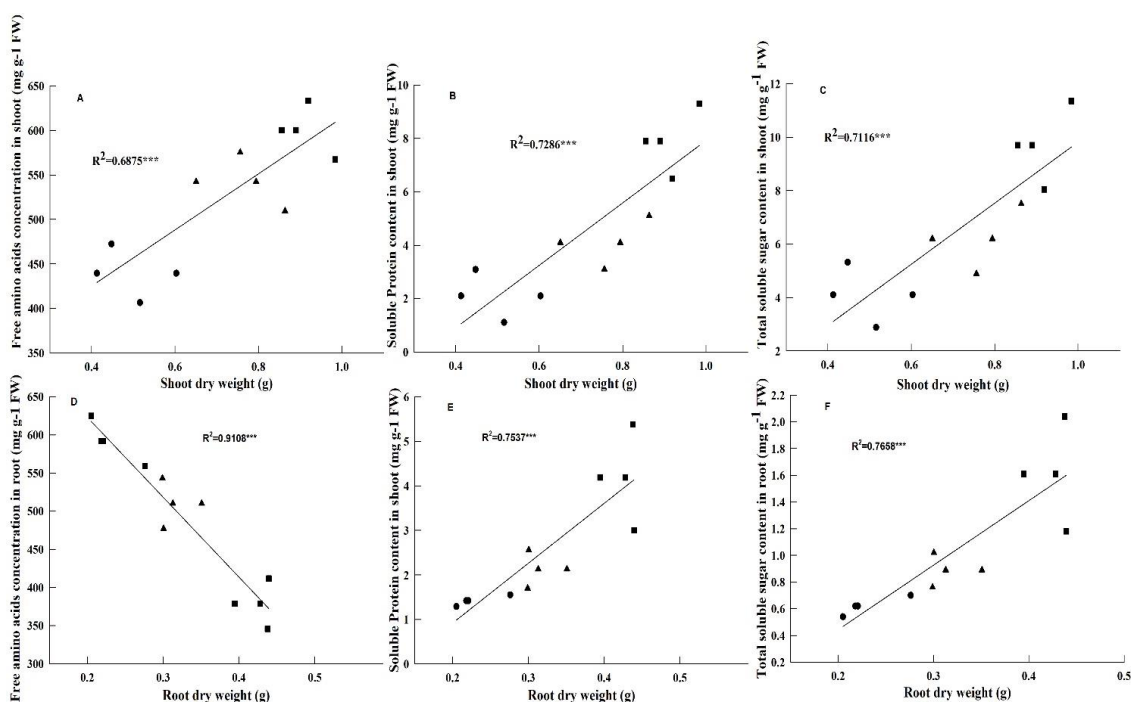 Free amino acids concentration in shoot (mg g-1 FW)
A
R²=0.6875***
650
600
550
500
450
400
350
0.4 0.6 0.8 1.0
Shoot dry weight (g)
Soluble Protein content in shoot (mg g-1 FW)
B
R²=0.7286***
10
8
6
4
2
0
0.4 0.6 0.8 1.0
Shoot dry weight (g)
Total soluble sugar content in shoot (mg g⁻¹ FW)
C
R²=0.7116***
12
10
8
6
4
2
0.4 0.6 0.8 1.0
Shoot dry weight (g)
Free amino acids concentration in root (mg g-1 FW)
D
R²=0.9108***
650
600
550
500
450
400
350
300
0.2 0.3 0.4 0.5
Root dry weight (g)
Soluble Protein content in shoot (mg g-1 FW)
E
R²=0.7537***
6
5
4
3
2
1
0
0.2 0.3 0.4 0.5
Root dry weight (g)
Total soluble sugar content in root (mg g⁻¹ FW)
F
R²=0.7658***
2.2
2.0
1.8
1.6
1.4
1.2
1.0
0.8
0.6
0.4
0.2
0.2 0.3 0.4 0.5
Root dry weight (g)